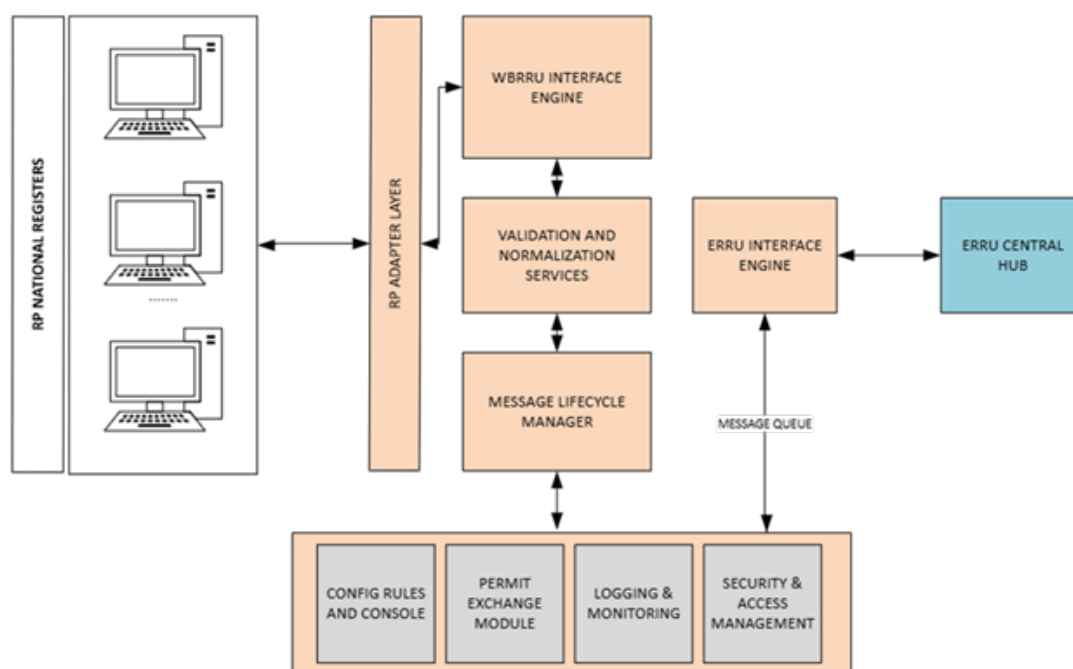 RP NATIONAL REGISTERS
........
RP ADAPTER LAYER
WBRRU INTERFACE
ENGINE
VALIDATION AND
NORMALIZATION
SERVICES
MESSAGE LIFECYCLE
MANAGER
ERRU INTERFACE
ENGINE
ERRU CENTRAL
HUB
MESSAGE QUEUE
CONFIG RULES
AND CONSOLE
PERMIT
EXCHANGE
MODULE
LOGGING &
MONITORING
SECURITY &
ACCESS
MANAGEMENT